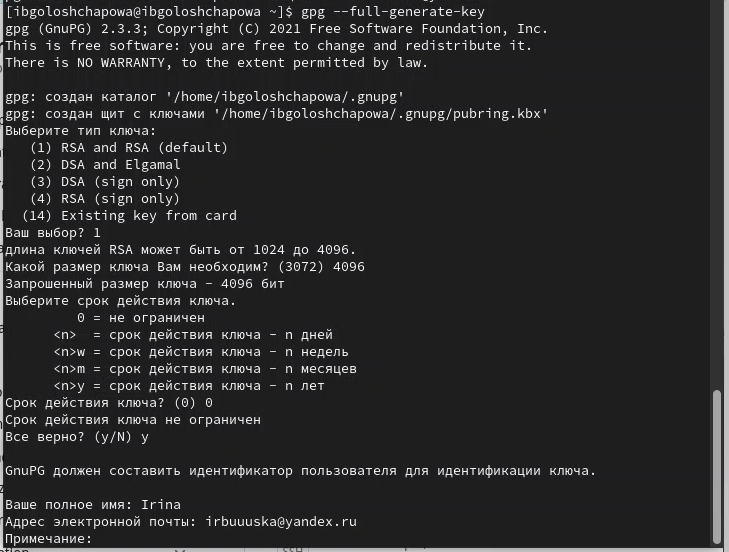 [ibgoloshchapowa@ibgoloshchapowa ~]$ gpg --full-generate-key
gpg (GnuPG) 2.3.3; Copyright (C) 2021 Free Software Foundation, Inc.
This is free software: you are free to change and redistribute it.
There is NO WARRANTY, to the extent permitted by law.

gpg: создан каталог '/home/ibgoloshchapowa/.gnupg'
gpg: создан щит с ключами '/home/ibgoloshchapowa/.gnupg/pubring.kbx'
Выберите тип ключа:
   (1) RSA and RSA (default)
   (2) DSA and Elgamal
   (3) DSA (sign only)
   (4) RSA (sign only)
  (14) Existing key from card
Ваш выбор? 1
длина ключей RSA может быть от 1024 до 4096.
Какой размер ключа Вам необходим? (3072) 4096
Запрошенный размер ключа - 4096 бит
Выберите срок действия ключа.
         0 = не ограничен
      <n>  = срок действия ключа - n дней
      <n>w = срок действия ключа - n недель
      <n>m = срок действия ключа - n месяцев
      <n>y = срок действия ключа - n лет
Срок действия ключа? (0) 0
Срок действия ключа не ограничен
Все верно? (y/N) y

GnuPG должен составить идентификатор пользователя для идентификации ключа.

Ваше полное имя: Irina
Адрес электронной почты: irbuuuska@yandex.ru
Примечание: